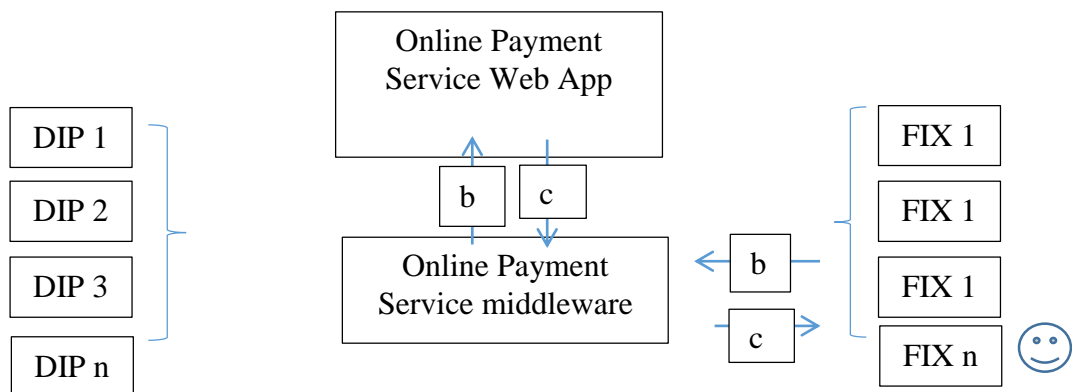 Online Payment
Service Web App
DIP 1
DIP 2
DIP 3
DIP n
b
c
Online Payment
Service middleware
b
c
FIX 1
FIX 1
FIX 1
FIX n